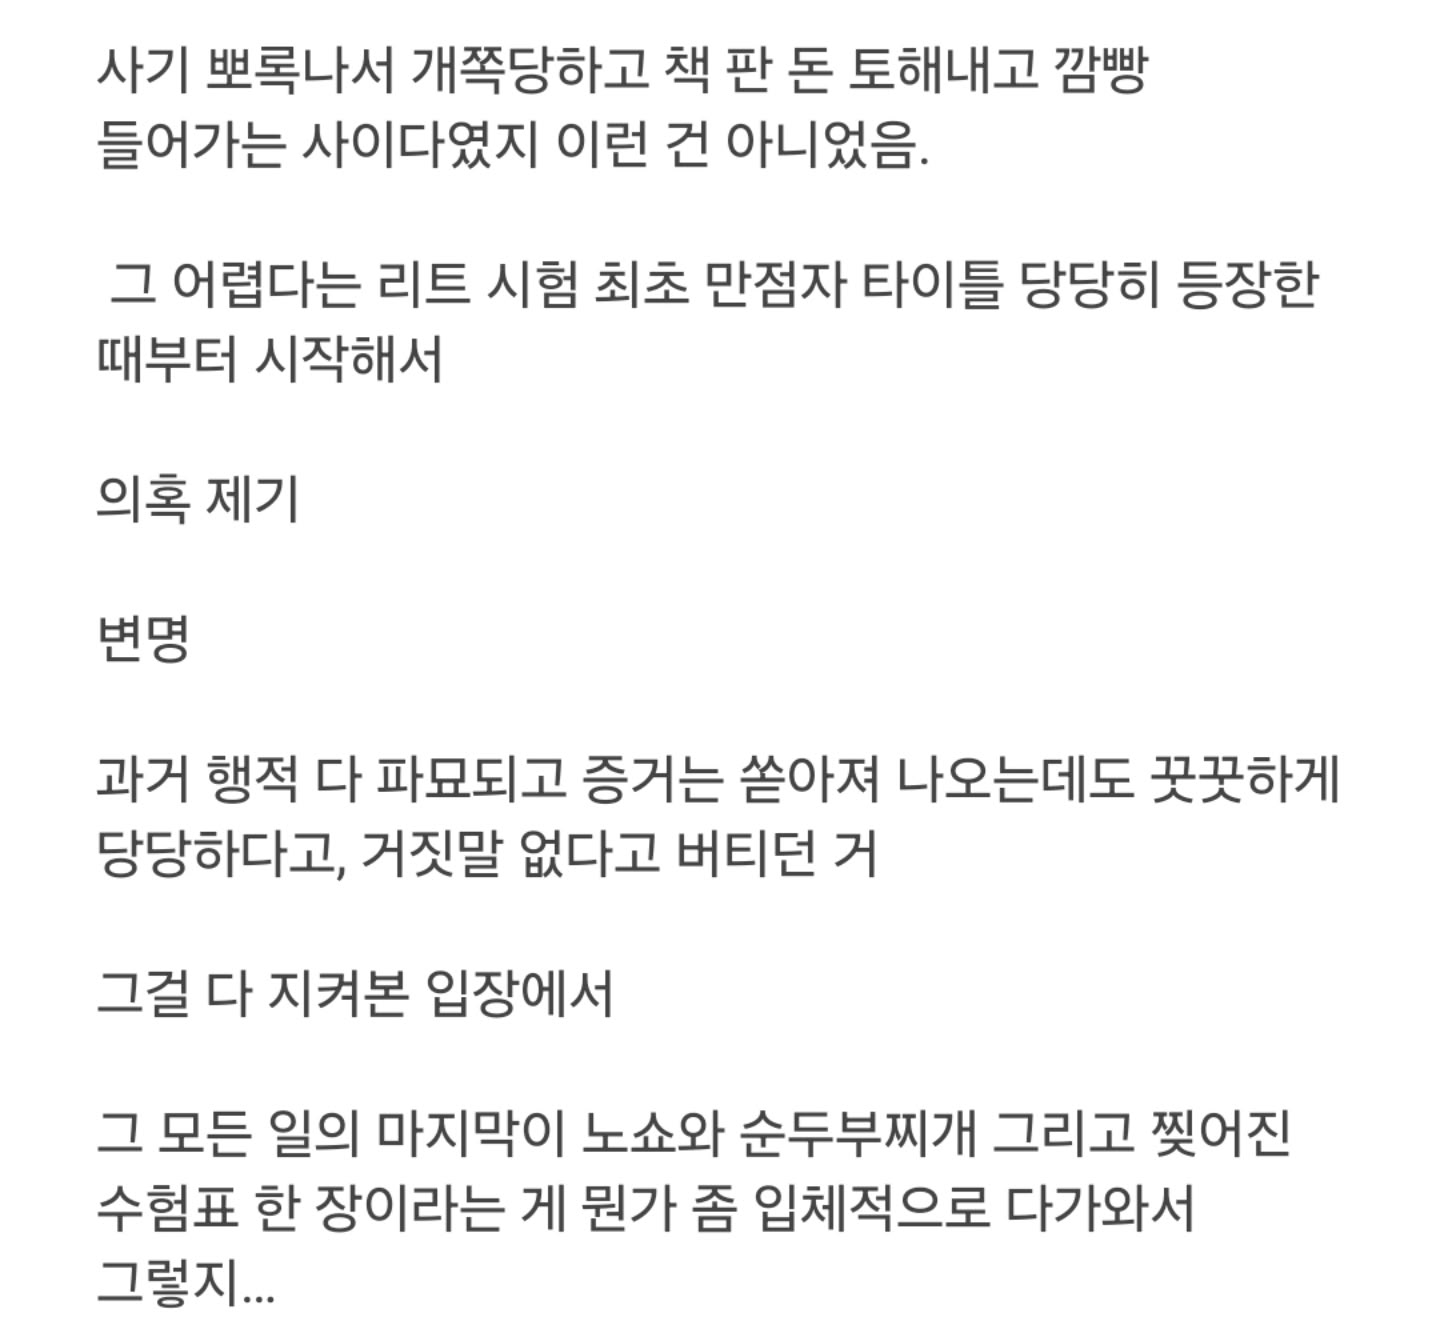 사기 뽀록나서 개쪽당하고 책 판 돈 토해내고 깜빵
들어가는 사이다였지 이런 건 아니었음.
그 어렵다는 리트 시험 최초 만점자 타이틀 당당히 등장한
때부터 시작해서
의혹 제기
변명
과거 행적 다 파묘되고 증거는 쏟아져 나오는데도 꿋꿋하게
당당하다고, 거짓말 없다고 버티던 거
그걸 다 지켜본 입장에서
그 모든 일의 마지막이 노쇼와 순두부찌개 그리고 찢어진
수험표 한 장이라는 게 뭔가 좀 입체적으로 다가와서
그렇지...